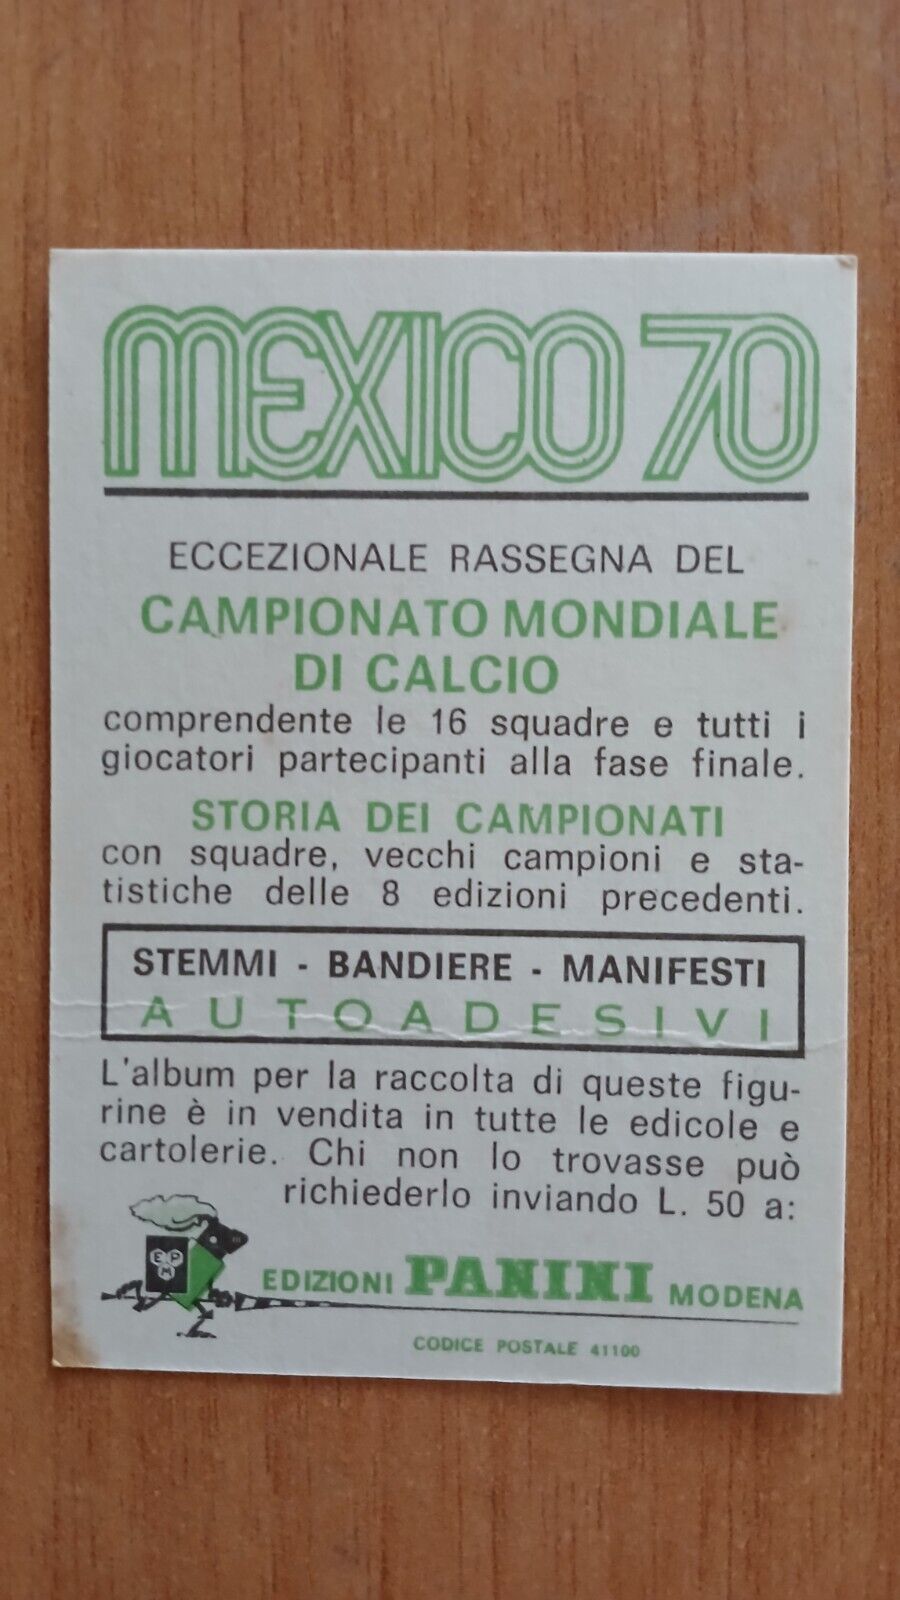 MEXICO 70
ECCEZIONALE RASSEGNA DEL
CAMPIONATO MONDIALE
DI CALCIO
comprendente le 16 squadre e tutti i
giocatori partecipanti alla fase finale.
STORIA DEI CAMPIONATI
con squadre, vecchi campioni e sta-
tistiche delle 8 edizioni precedenti.
STEMMI - BANDIERE - MANIFESTI
AUTOADESIVI
L'album per la raccolta di queste figu-
rine è in vendita in tutte le edicole e
cartolerie. Chi non lo trovasse può
richiederlo inviando L. 50 a:
E P
M
EDIZIONI PANINI MODENA
CODICE POSTALE 41100